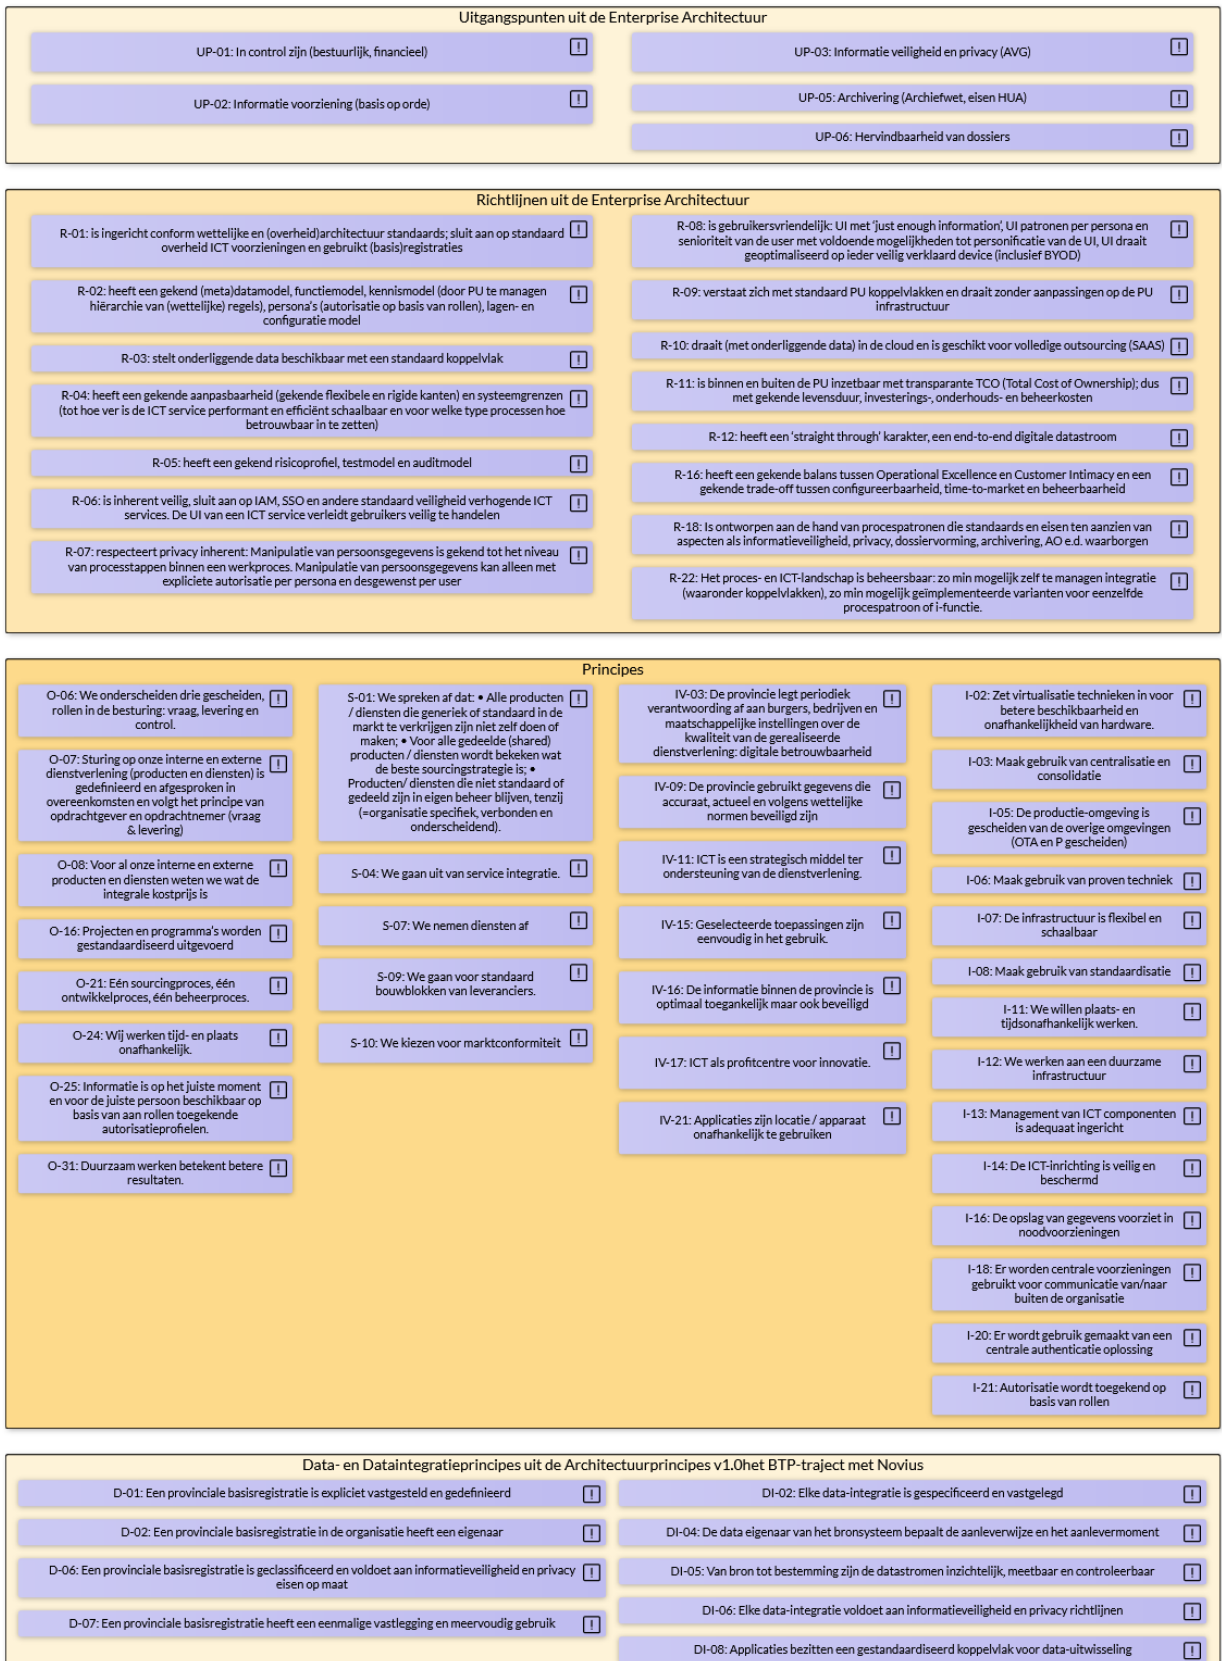 Uitgangspunten uit de Enterprise Architectuur
UP-01: In control zijn (bestuurlijk, financieel)
UP-02: Informatie voorziening (basis op orde)
UP-03: Informatie veiligheid en privacy (AVG)
UP-05: Archivering (Archiefwet, eisen HUA)
UP-06: Hervindbaarheid van dossiers
Richtlijnen uit de Enterprise Architectuur
R-01: is ingericht conform wettelijke en (overheid)architectuur standaards; sluit aan op standaard
overheid ICT voorzieningen en gebruikt (basis)registraties
R-02: heeft een gekend (meta)datamodel, functiemodel, kennismodel (door PU te managen
hiërarchie van (wettelijke) regels), persona's (autorisatie op basis van rollen), lagen- en
configuratie model
R-03: stelt onderliggende data beschikbaar met een standaard koppelvlak
R-04: heeft een gekende aanpasbaarheid (gekende flexibele en rigide kanten) en systeemgrenzen
(tot hoe ver is de ICT service performant en efficiënt schaalbaar en voor welke type processen hoe
betrouwbaar in te zetten)
R-05: heeft een gekend risicoprofiel, testmodel en auditmodel
R-06: is inherent veilig, sluit aan op IAM, SSO en andere standaard veiligheid verhogende ICT
services. De UI van een ICT service verleidt gebruikers veilig te handelen
R-07: respecteert privacy inherent: Manipulatie van persoonsgegevens is gekend tot het niveau
van processtappen binnen een werkproces. Manipulatie van persoonsgegevens kan alleen met
expliciete autorisatie per persona en desgewenst per user
R-08: is gebruikersvriendelijk: UI met 'just enough information', UI patronen per persona en
senioriteit van de user met voldoende mogelijkheden tot personificatie van de UI, UI draait
geoptimaliseerd op ieder veilig verklaard device (inclusief BYOD)
R-09: verstaat zich met standaard PU koppelvlakken en draait zonder aanpassingen op de PU
infrastructuur
R-10: draait (met onderliggende data) in de cloud en is geschikt voor volledige outsourcing (SAAS)
R-11: is binnen en buiten de PU inzetbaar met transparante TCO (Total Cost of Ownership); dus
met gekende levensduur, investerings-, onderhouds- en beheerkosten
R-12: heeft een 'straight through' karakter, een end-to-end digitale datastroom
R-16: heeft een gekende balans tussen Operational Excellence en Customer Intimacy en een
gekende trade-off tussen configureerbaarheid, time-to-market en beheerbaarheid
R-18: Is ontworpen aan de hand van procespatronen die standaards en eisen ten aanzien van
aspecten als informatieveiligheid, privacy, dossiervorming, archivering, AO e.d. waarborgen
R-22: Het proces- en ICT-landschap is beheersbaar: zo min mogelijk zelf te managen integratie
(waaronder koppelvlakken), zo min mogelijk geïmplementeerde varianten voor eenzelfde
procespatroon of i-functie.
Principes
O-06: We onderscheiden drie gescheiden,
rollen in de besturing: vraag, levering en
control.
O-07: Sturing op onze interne en externe
dienstverlening (producten en diensten) is
gedefinieerd en afgesproken in
overeenkomsten en volgt het principe van
opdrachtgever en opdrachtnemer (vraag
& levering)
O-08: Voor al onze interne en externe
producten en diensten weten we wat de
integrale kostprijs is
O-16: Projecten en programma's worden
gestandaardiseerd uitgevoerd
O-21: Eén sourcingproces, één
ontwikkelproces, één beheerproces.
O-24: Wij werken tijd- en plaats
onafhankelijk.
O-25: Informatie is op het juiste moment
en voor de juiste persoon beschikbaar op
basis van aan rollen toegekende
autorisatieprofielen.
O-31: Duurzaam werken betekent betere
resultaten.
S-01: We spreken af dat: • Alle producten
/ diensten die generiek of standaard in de
markt te verkrijgen zijn niet zelf doen of
maken; • Voor alle gedeelde (shared)
producten / diensten wordt bekeken wat
de beste sourcingstrategie is; •
Producten/ diensten die niet standaard of
gedeeld zijn in eigen beheer blijven, tenzij
(=organisatie specifiek, verbonden en
onderscheidend).
S-04: We gaan uit van service integratie.
S-07: We nemen diensten af
S-09: We gaan voor standaard
bouwblokken van leveranciers.
S-10: We kiezen voor marktconformiteit
IV-03: De provincie legt periodiek
verantwoording af aan burgers, bedrijven en
maatschappelijke instellingen over de
kwaliteit van de gerealiseerde
dienstverlening: digitale betrouwbaarheid
IV-09: De provincie gebruikt gegevens die
accuraat, actueel en volgens wettelijke
normen beveiligd zijn
IV-11: ICT is een strategisch middel ter
ondersteuning van de dienstverlening.
IV-15: Geselecteerde toepassingen zijn
eenvoudig in het gebruik.
IV-16: De informatie binnen de provincie is
optimaal toegankelijk maar ook beveiligd
IV-17: ICT als profitcentre voor innovatie.
IV-21: Applicaties zijn locatie / apparaat
onafhankelijk te gebruiken
I-02: Zet virtualisatie technieken in voor
betere beschikbaarheid en
onafhankelijkheid van hardware.
I-03: Maak gebruik van centralisatie en
consolidatie
I-05: De productie-omgeving is
gescheiden van de overige omgevingen
(OTA en P gescheiden)
I-06: Maak gebruik van proven techniek
I-07: De infrastructuur is flexibel en
schaalbaar
I-08: Maak gebruik van standaardisatie
I-11: We willen plaats- en
tijdsonafhankelijk werken.
I-12: We werken aan een duurzame
infrastructuur
I-13: Management van ICT componenten
is adequaat ingericht
I-14: De ICT-inrichting is veilig en
beschermd
I-16: De opslag van gegevens voorziet in
noodvoorzieningen
I-18: Er worden centrale voorzieningen
gebruikt voor communicatie van/naar
buiten de organisatie
I-20: Er wordt gebruik gemaakt van een
centrale authenticatie oplossing
I-21: Autorisatie wordt toegekend op
basis van rollen
Data- en Dataintegratieprincipes uit de Architectuurprincipes v1.0het BTP-traject met Novius
D-01: Een provinciale basisregistratie is expliciet vastgesteld en gedefinieerd
D-02: Een provinciale basisregistratie in de organisatie heeft een eigenaar
D-06: Een provinciale basisregistratie is geclassificeerd en voldoet aan informatieveiligheid en privacy
eisen op maat
D-07: Een provinciale basisregistratie heeft een eenmalige vastlegging en meervoudig gebruik
DI-02: Elke data-integratie is gespecificeerd en vastgelegd
DI-04: De data eigenaar van het bronsysteem bepaalt de aanleverwijze en het aanlevermoment
DI-05: Van bron tot bestemming zijn de datastromen inzichtelijk, meetbaar en controleerbaar
DI-06: Elke data-integratie voldoet aan informatieveiligheid en privacy richtlijnen
DI-08: Applicaties bezitten een gestandaardiseerd koppelvlak voor data-uitwisseling